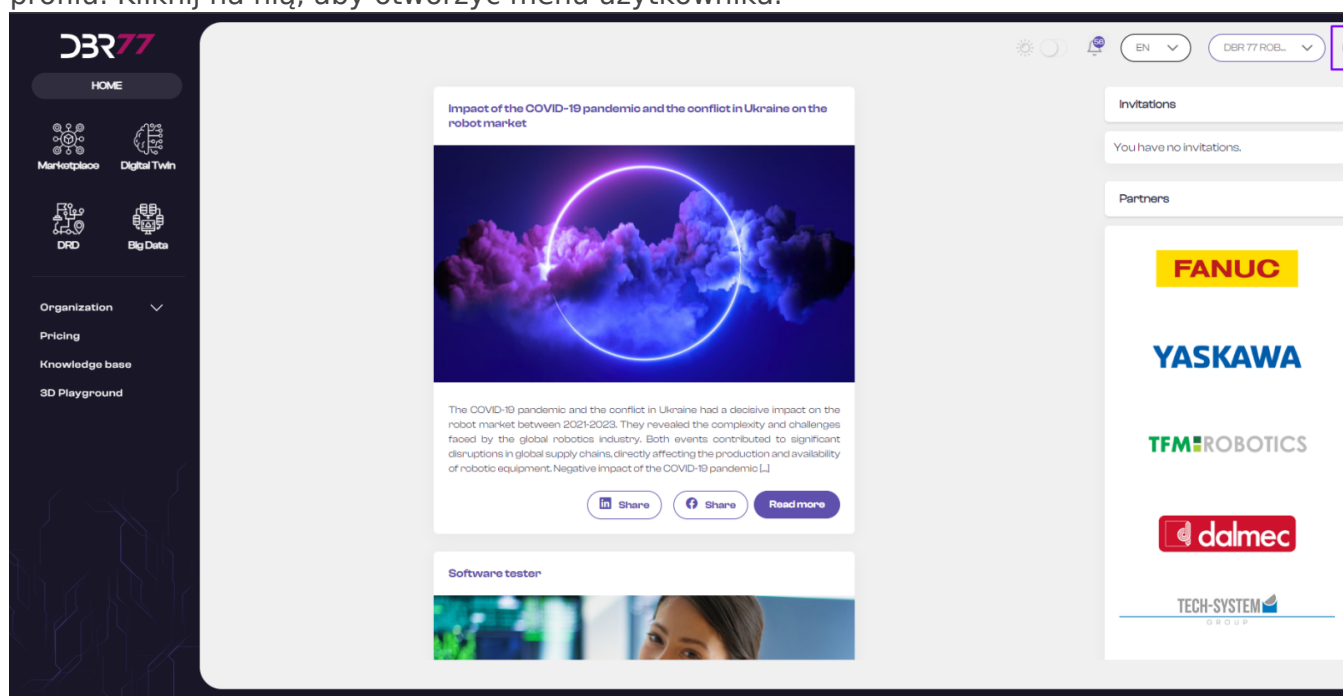 profilu. Kliknij na nią, aby otworzyć menu użytkownika.
DBR77
HOME
Marketplace
Digital Twin
DRD
Big Data
Organization
Pricing
Knowledge base
3D Playground
56
EN
DBR 77 ROB...
Impact of the COVID-19 pandemic and the conflict in Ukraine on the
robot market
The COVID-19 pandemic and the conflict in Ukraine had a decisive impact on the
robot market between 2021-2023. They revealed the complexity and challenges
faced by the global robotics industry. Both events contributed to significant
disruptions in global supply chains, directly affecting the production and availability
of robotic equipment. Negative impact of the COVID-19 pandemic [...]
in Share
Share
Read more
Software tester
Invitations
You have no invitations.
Partners
FANUC
YASKAWA
TFM ROBOTICS
dalmec
TECH-SYSTEM
GROUP